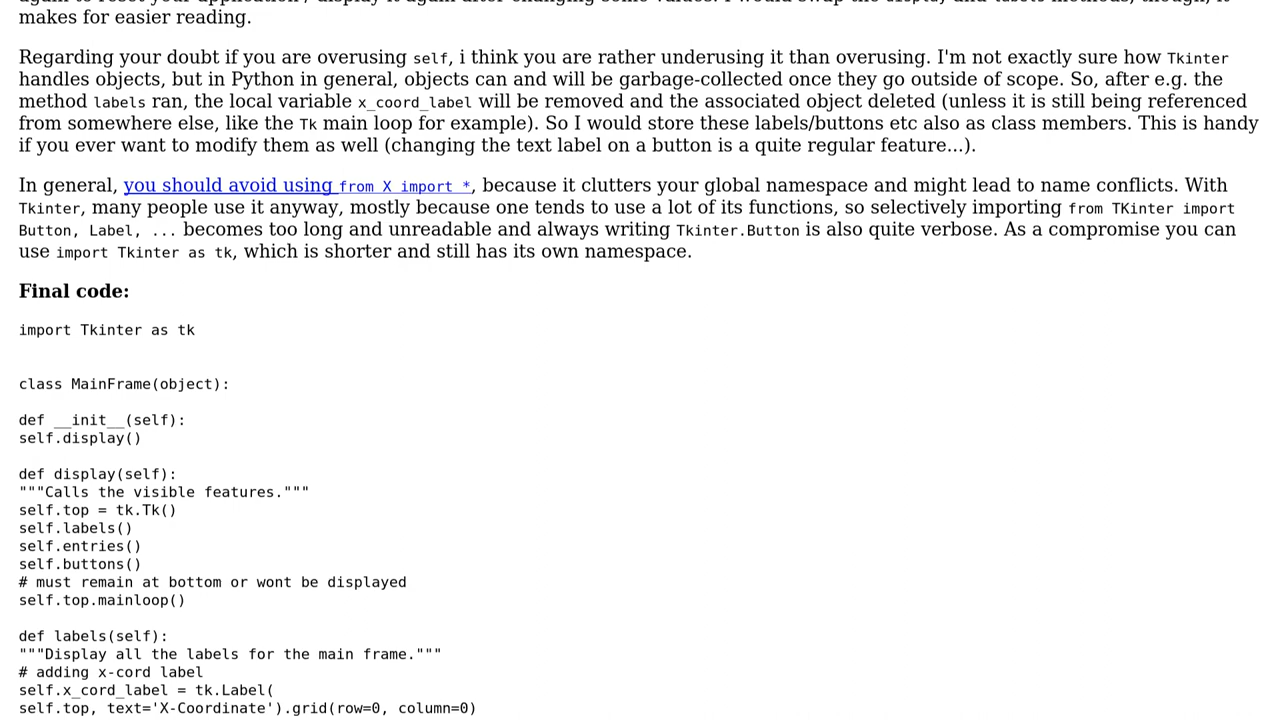 makes for easier reading.
Regarding your doubt if you are overusing self, i think you are rather underusing it than overusing. I'm not exactly sure how Tkinter
handles objects, but in Python in general, objects can and will be garbage-collected once they go outside of scope. So, after e.g. the
method labels ran, the local variable x_coord_label will be removed and the associated object deleted (unless it is still being referenced
from somewhere else, like the Tk main loop for example). So I would store these labels/buttons etc also as class members. This is handy
if you ever want to modify them as well (changing the text label on a button is a quite regular feature...).
In general, you should avoid using from X import *, because it clutters your global namespace and might lead to name conflicts. With
Tkinter, many people use it anyway, mostly because one tends to use a lot of its functions, so selectively importing from TKinter import
Button, Label, ... becomes too long and unreadable and always writing Tkinter.Button is also quite verbose. As a compromise you can
use import Tkinter as tk, which is shorter and still has its own namespace.
Final code:
import Tkinter as tk
class MainFrame(object):
def __init__(self):
self.display()
def display(self):
"""Calls the visible features."""
self.top = tk.Tk()
self.labels()
self.entries()
self.buttons()
# must remain at bottom or wont be displayed
self.top.mainloop()
def labels(self):
"""Display all the labels for the main frame."""
# adding x-cord label
self.x_cord_label = tk.Label(
self.top, text='X-Coordinate').grid(row=0, column=0)